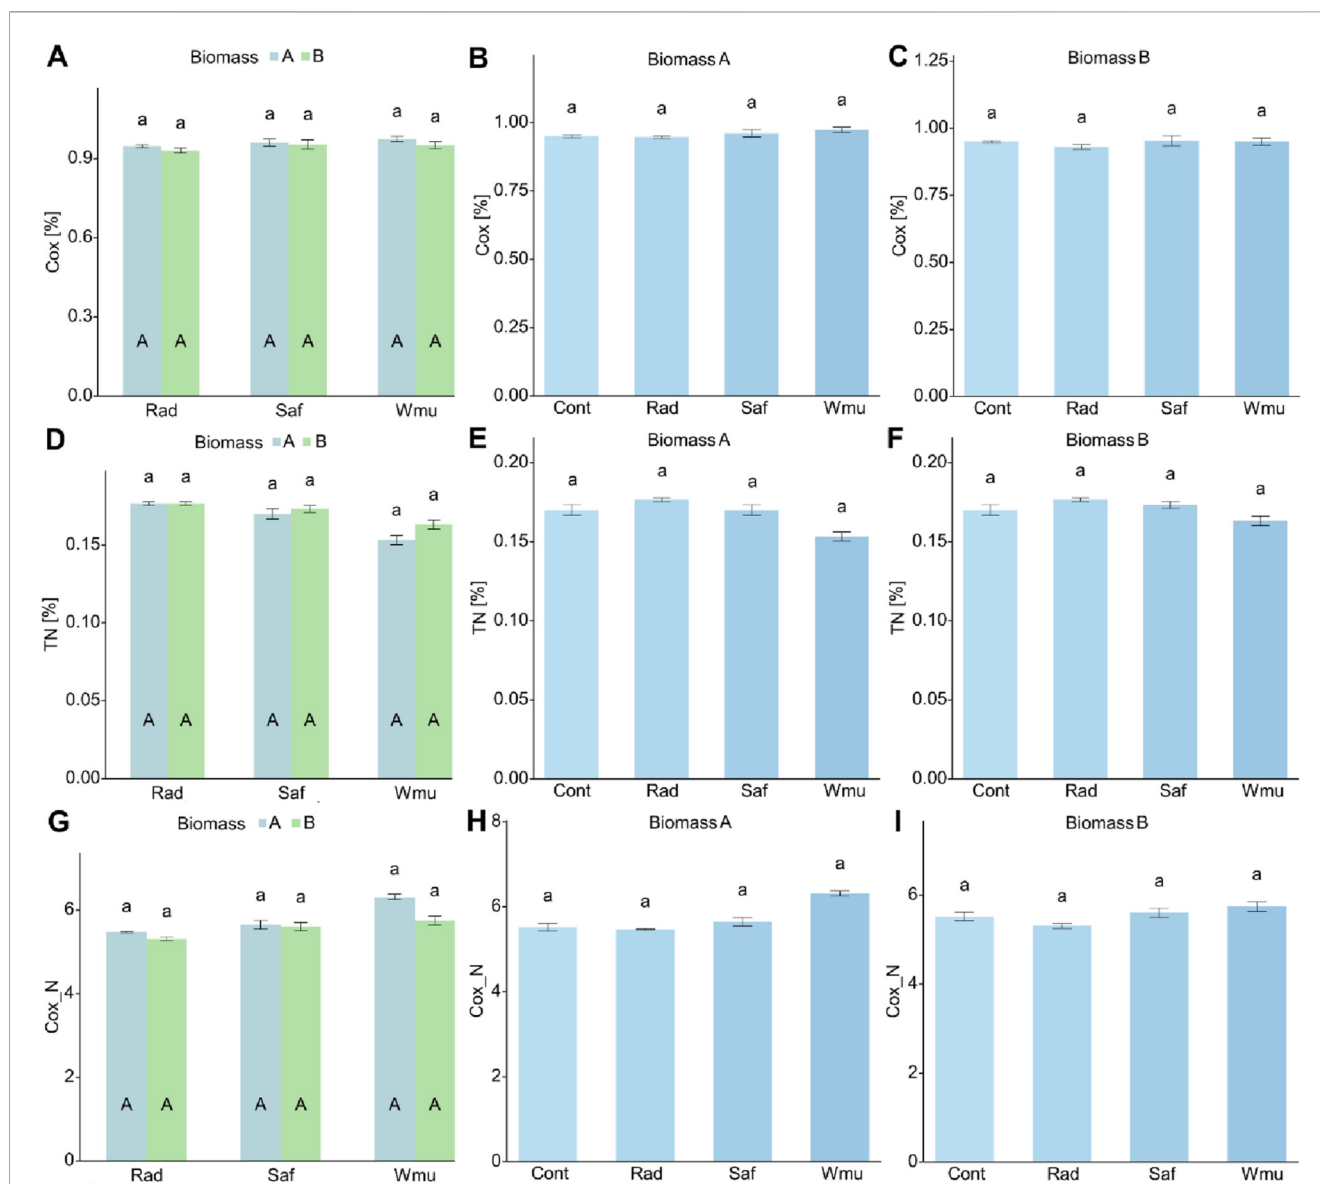 A
Biomass A B
a a a a a a
0.9
0.6
0.3
0.0
Cox [%]
A A A A A A
Rad Saf Wmu
B
Biomass A
a a a a
1.00
0.75
0.50
0.25
0.00
Cox [%]
Cont Rad Saf Wmu
C
Biomass B
a a a a
1.25
1.00
0.75
0.50
0.25
0.00
Cox [%]
Cont Rad Saf Wmu
D
Biomass A B
a a a a a a
0.15
0.10
0.05
0.00
TN [%]
A A A A A A
Rad Saf Wmu
E
Biomass A
a a a a
0.20
0.15
0.10
0.05
0.00
TN [%]
Cont Rad Saf Wmu
F
Biomass B
a a a a
0.20
0.15
0.10
0.05
0.00
TN [%]
Cont Rad Saf Wmu
G
Biomass A B
a a a a a a
6
4
2
0
Cox_N
A A A A A A
Rad Saf Wmu
H
Biomass A
a a a a
8
6
4
2
0
Cox_N
Cont Rad Saf Wmu
I
Biomass B
a a a a
6
4
2
0
Cox_N
Cont Rad Saf Wmu